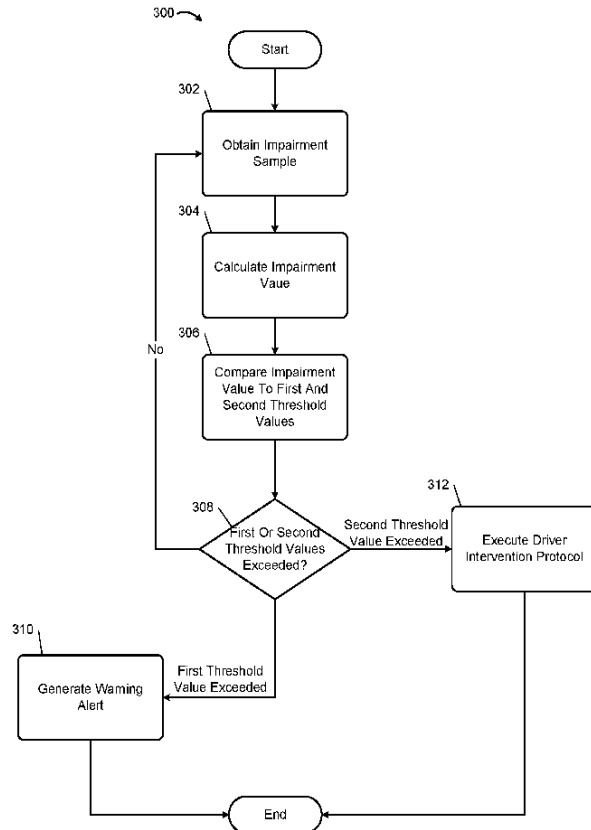 300
Start
302
Obtain Impairment
Sample
304
Calculate Impairment
Vaue
306
No
Compare Impairment
Value To First And
Second Threshold
Values
308
First Or Second
Threshold Values
Exceeded?
Second Threshold
Value Exceeded
312
Execute Driver
Intervention Protocol
310
First Threshold
Value Exceeded
Generate Warning
Alert
End